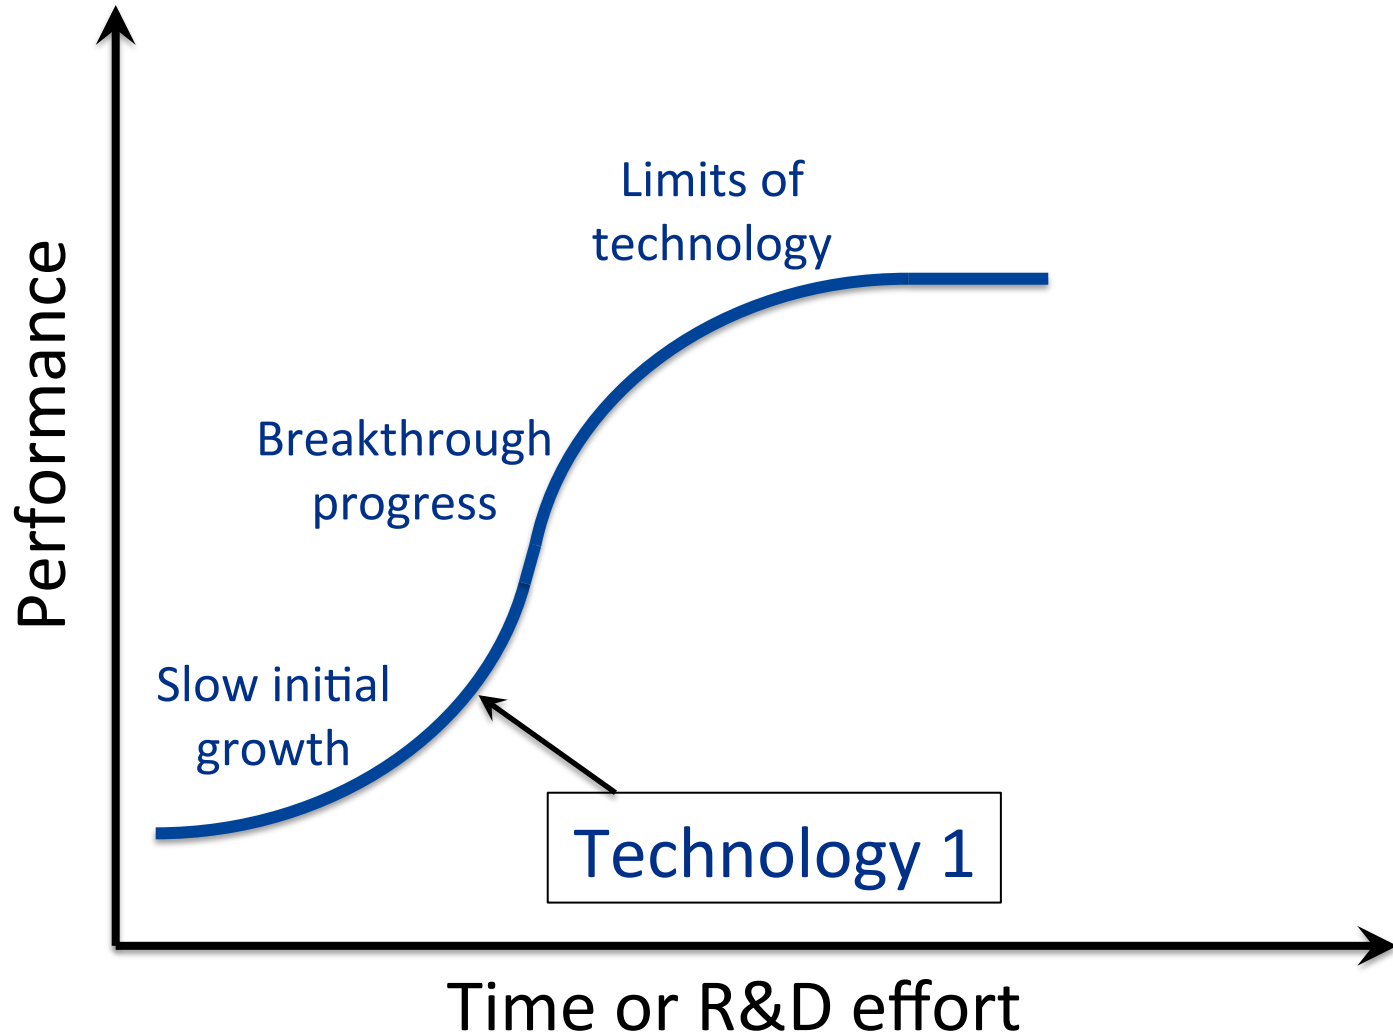 Limits of
technology
Performance
Breakthrough
progress
Slow initial
growth
Technology 1
Time or R&D effort